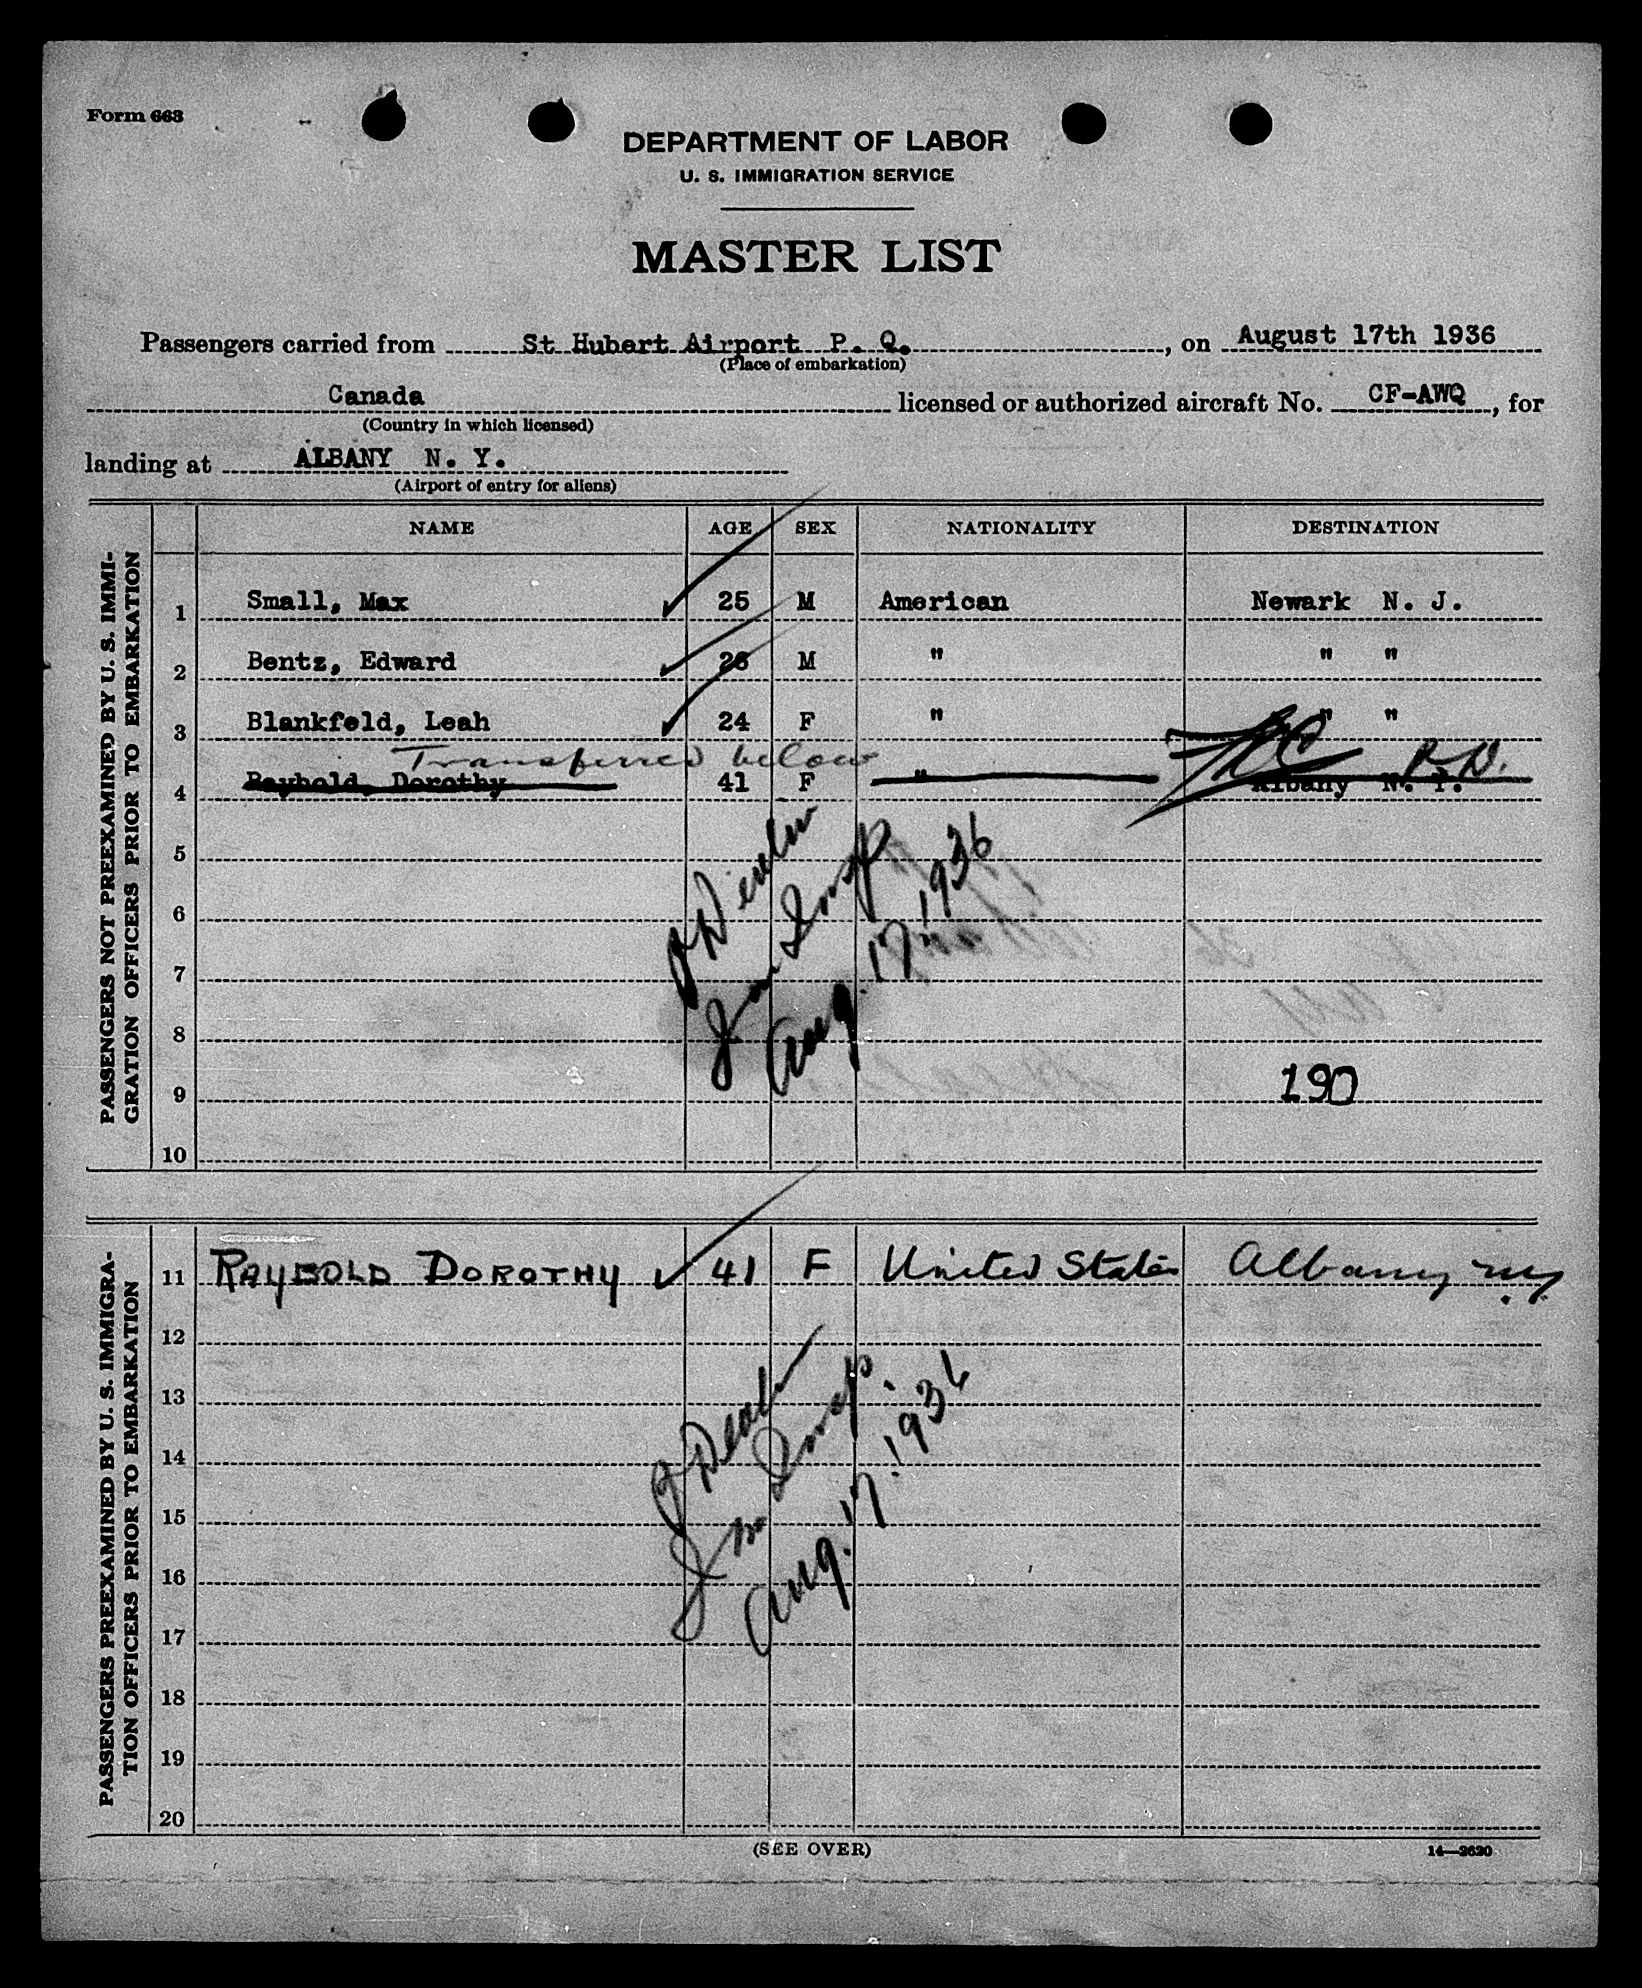 Form 663
DEPARTMENT OF LABOR
U. S. IMMIGRATION SERVICE
MASTER LIST
Passengers carried from St Hubert Airport P. Q. , on August 17th 1936
(Place of embarkation)
Canada licensed or authorized aircraft No. CF-AWQ , for
(Country in which licensed)
landing at ALBANY N. Y.
(Airport of entry for aliens)
NAME AGE SEX NATIONALITY DESTINATION
PASSENGERS NOT PREEXAMINED BY U. S. IMMI-
GRATION OFFICERS PRIOR TO EMBARKATION
1 Small, Max 25 M American Newark N. J.
2 Bentz, Edward 26 M " " "
3 Blankfeld, Leah 24 F " " "
Transferred below
4 Raybold, Dorothy 41 F " Albany N. Y.
5
6
7
8
9
10
Imm Insp
Aug. 17, 1936
190
PASSENGERS PREEXAMINED BY U. S. IMMIGRA-
TION OFFICERS PRIOR TO EMBARKATION
11 RAYBOLD DOROTHY 41 F United States Albany N.Y.
12
13
14
15
16
17
18
19
20
Imm Insp.
Aug. 17, 1936
(SEE OVER)
14—2620